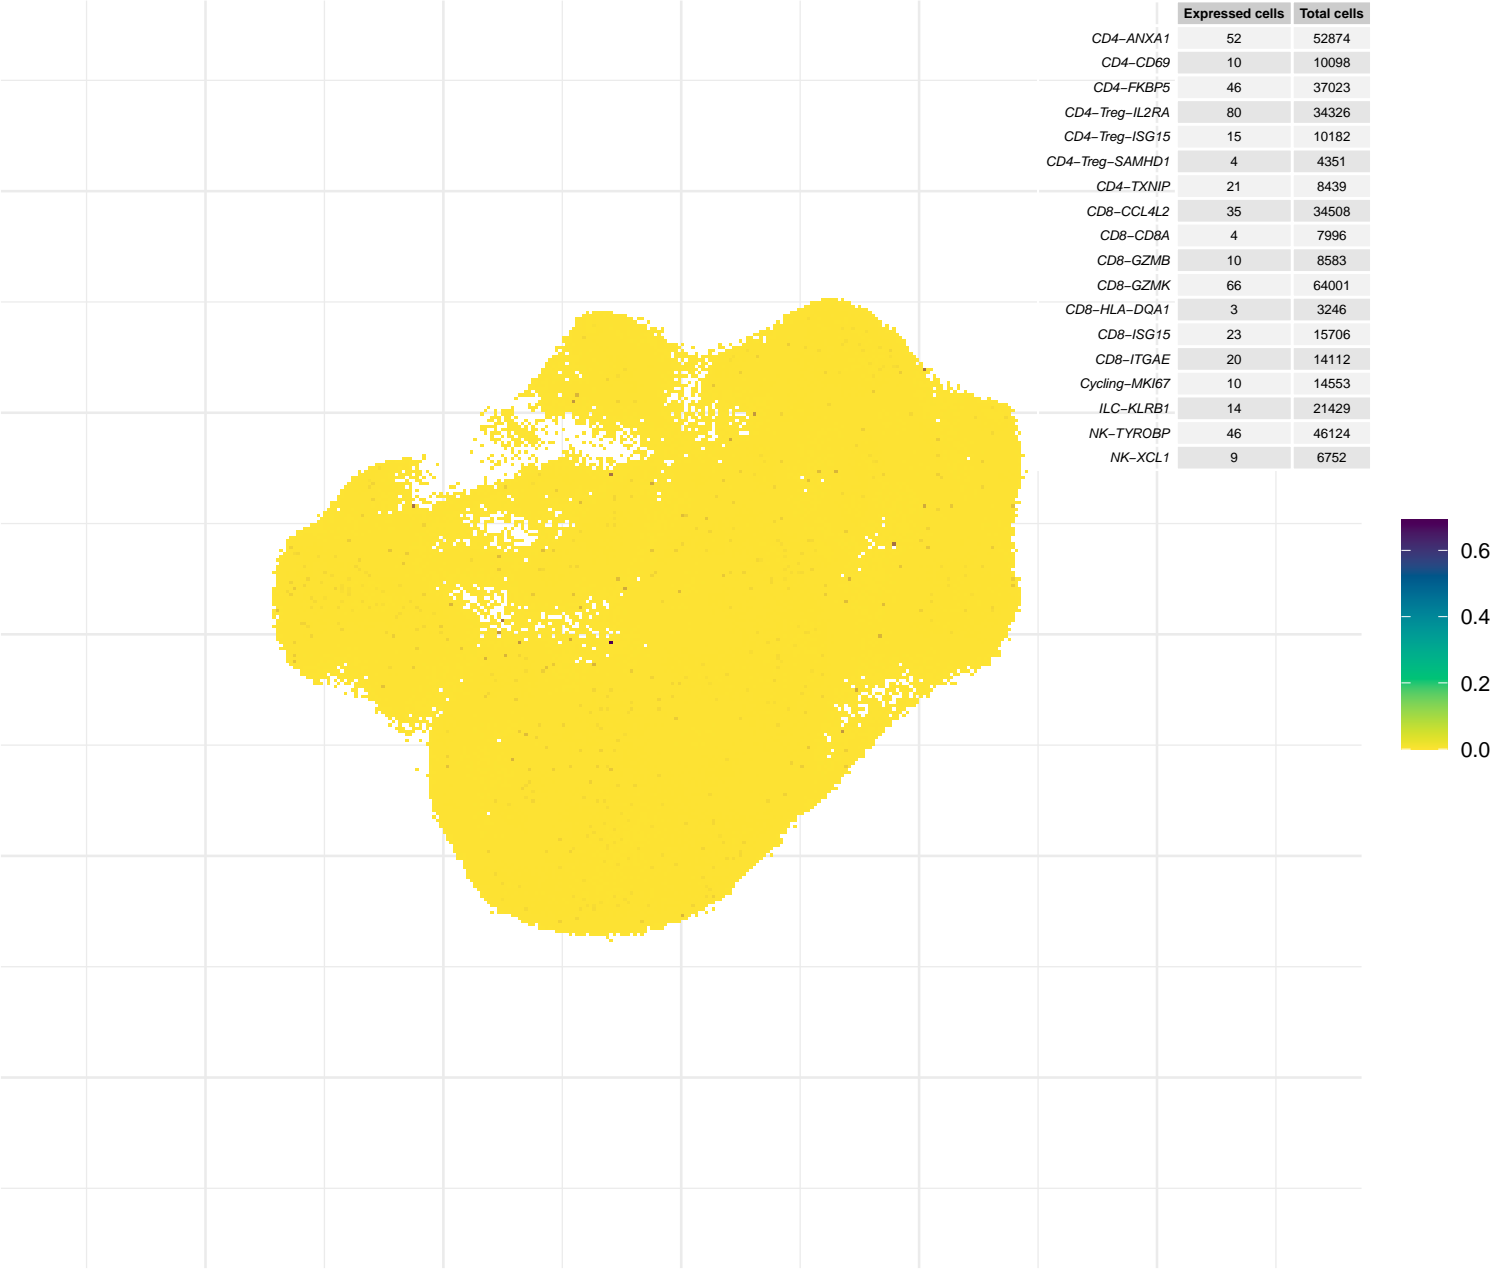 Expressed cells Total cells
CD4−ANXA1 52 52874
CD4−CD69 10 10098
CD4−FKBP5 46 37023
CD4−Treg−IL2RA 80 34326
CD4−Treg−ISG15 15 10182
CD4−Treg−SAMHD1 4 4351
CD4−TXNIP 21 8439
CD8−CCL4L2 35 34508
CD8−CD8A 4 7996
CD8−GZMB 10 8583
CD8−GZMK 66 64001
CD8−HLA−DQA1 3 3246
CD8−ISG15 23 15706
CD8−ITGAE 20 14112
Cycling−MKI67 10 14553
ILC−KLRB1 14 21429
NK−TYROBP 46 46124
NK−XCL1 9 6752
0.6
0.4
0.2
0.0